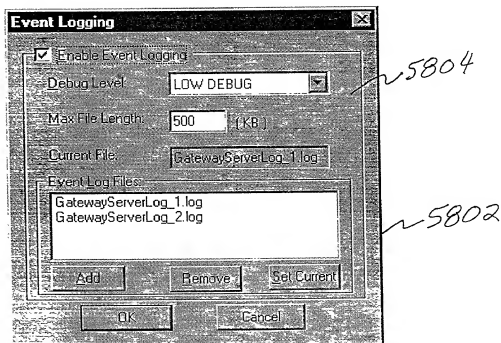 Event Logging
Enable Event Logging
Debug Level: LOW DEBUG
5804
Max File Length: 500 (KB)
Current File: GatewayServerLog_1.log
Event Log Files:
GatewayServerLog_1.log
GatewayServerLog_2.log
5802
Add Remove Set Current
OK Cancel